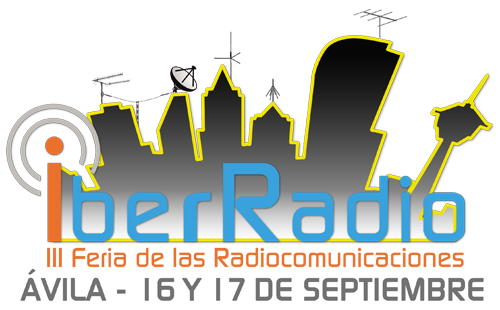 iberRadio
III Feria de las Radiocomunicaciones
ÁVILA - 16 Y 17 DE SEPTIEMBRE